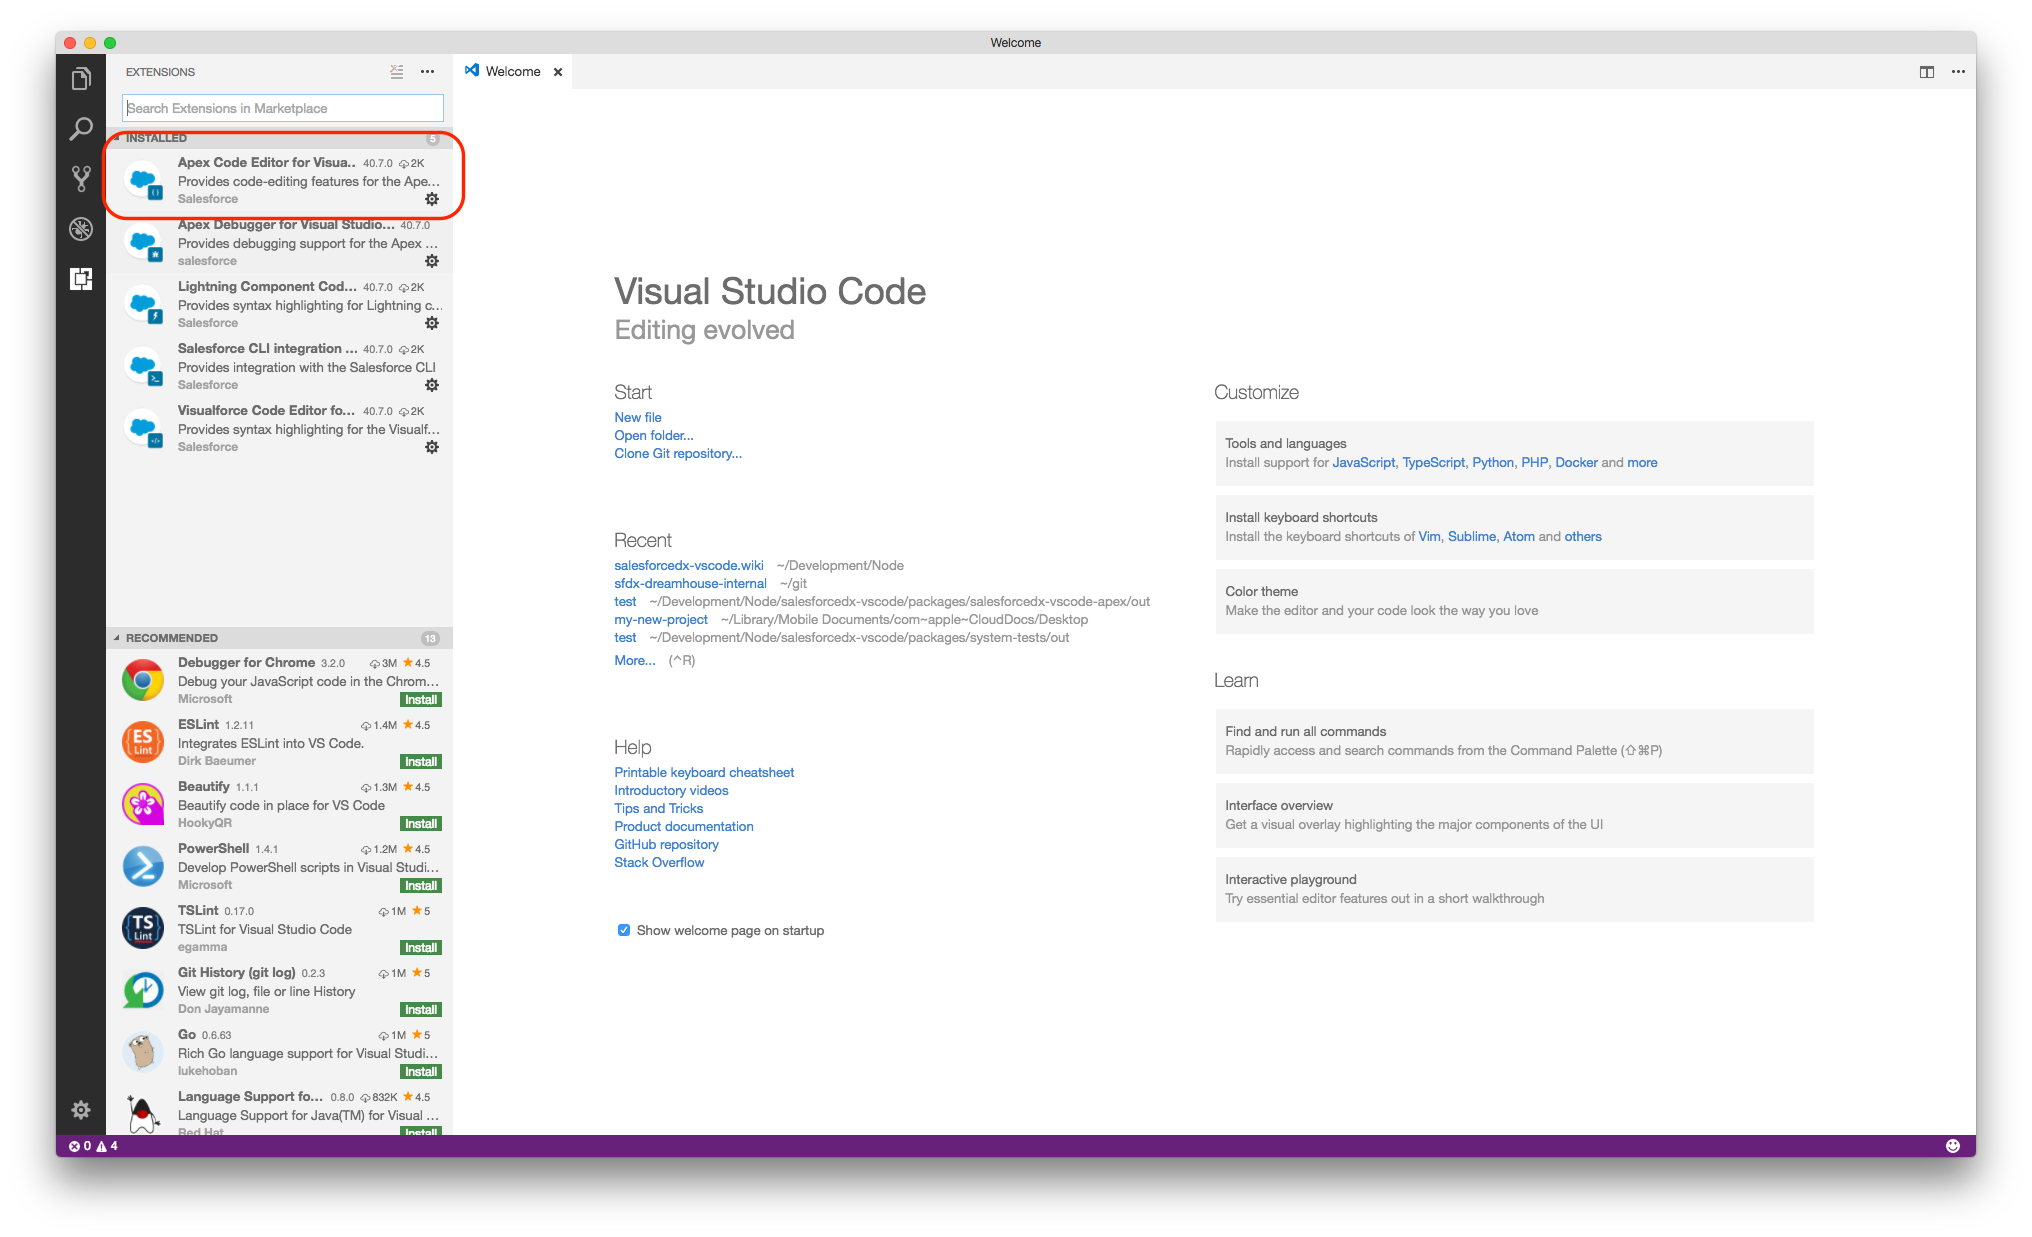 Welcome
EXTENSIONS
Search Extensions in Marketplace
INSTALLED 5
Apex Code Editor for Visua.. 40.7.0 2K
Provides code-editing features for the Ape...
Salesforce
Apex Debugger for Visual Studio... 40.7.0
Provides debugging support for the Apex ...
salesforce
Lightning Component Cod... 40.7.0 2K
Provides syntax highlighting for Lightning c...
Salesforce
Salesforce CLI integration ... 40.7.0 2K
Provides integration with the Salesforce CLI
Salesforce
Visualforce Code Editor fo... 40.7.0 2K
Provides syntax highlighting for the Visualf...
Salesforce
RECOMMENDED 13
Debugger for Chrome 3.2.0 3M 4.5
Debug your JavaScript code in the Chrom...
Microsoft Install
ES Lint
ESLint 1.2.11 1.4M 4.5
Integrates ESLint into VS Code.
Dirk Baeumer Install
Beautify 1.1.1 1.3M 4.5
Beautify code in place for VS Code
HookyQR Install
PowerShell 1.4.1 1.2M 4.5
Develop PowerShell scripts in Visual Studi...
Microsoft Install
TS Lint
TSLint 0.17.0 1M 5
TSLint for Visual Studio Code
egamma Install
Git History (git log) 0.2.3 1M 5
View git log, file or line History
Don Jayamanne Install
Go 0.6.63 1M 5
Rich Go language support for Visual Studi...
lukehoban Install
Language Support fo... 0.8.0 832K 4.5
Language Support for Java(TM) for Visual ...
Red Hat Install
0 4
Welcome
Visual Studio Code
Editing evolved
Start
New file
Open folder...
Clone Git repository...
Recent
salesforcedx-vscode.wiki ~/Development/Node
sfdx-dreamhouse-internal ~/git
test ~/Development/Node/salesforcedx-vscode/packages/salesforcedx-vscode-apex/out
my-new-project ~/Library/Mobile Documents/com~apple~CloudDocs/Desktop
test ~/Development/Node/salesforcedx-vscode/packages/system-tests/out
More... (^R)
Help
Printable keyboard cheatsheet
Introductory videos
Tips and Tricks
Product documentation
GitHub repository
Stack Overflow
Show welcome page on startup
Customize
Tools and languages
Install support for JavaScript, TypeScript, Python, PHP, Docker and more
Install keyboard shortcuts
Install the keyboard shortcuts of Vim, Sublime, Atom and others
Color theme
Make the editor and your code look the way you love
Learn
Find and run all commands
Rapidly access and search commands from the Command Palette (⇧⌘P)
Interface overview
Get a visual overlay highlighting the major components of the UI
Interactive playground
Try essential editor features out in a short walkthrough